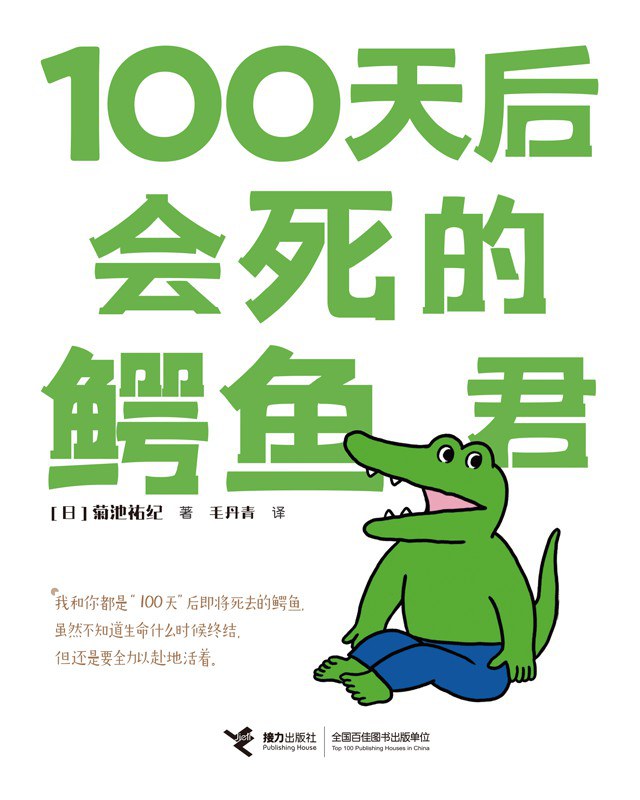 100天后
会死的
鳄鱼君
[日]菊池祐纪 著 毛丹青 译
我和你都是“100天”后即将死去的鳄鱼，
虽然不知道生命什么时候终结，
但还是要全力以赴地活着。
Jieli
接力出版社
Publishing House
全国百佳图书出版单位
Top 100 Publishing Houses in China